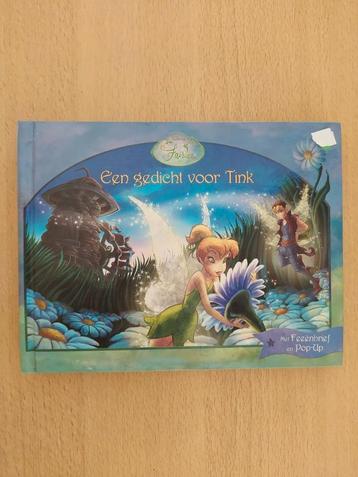 Fairies
Een gedicht voor Tink
Met Feeënbrief
en Pop-Up